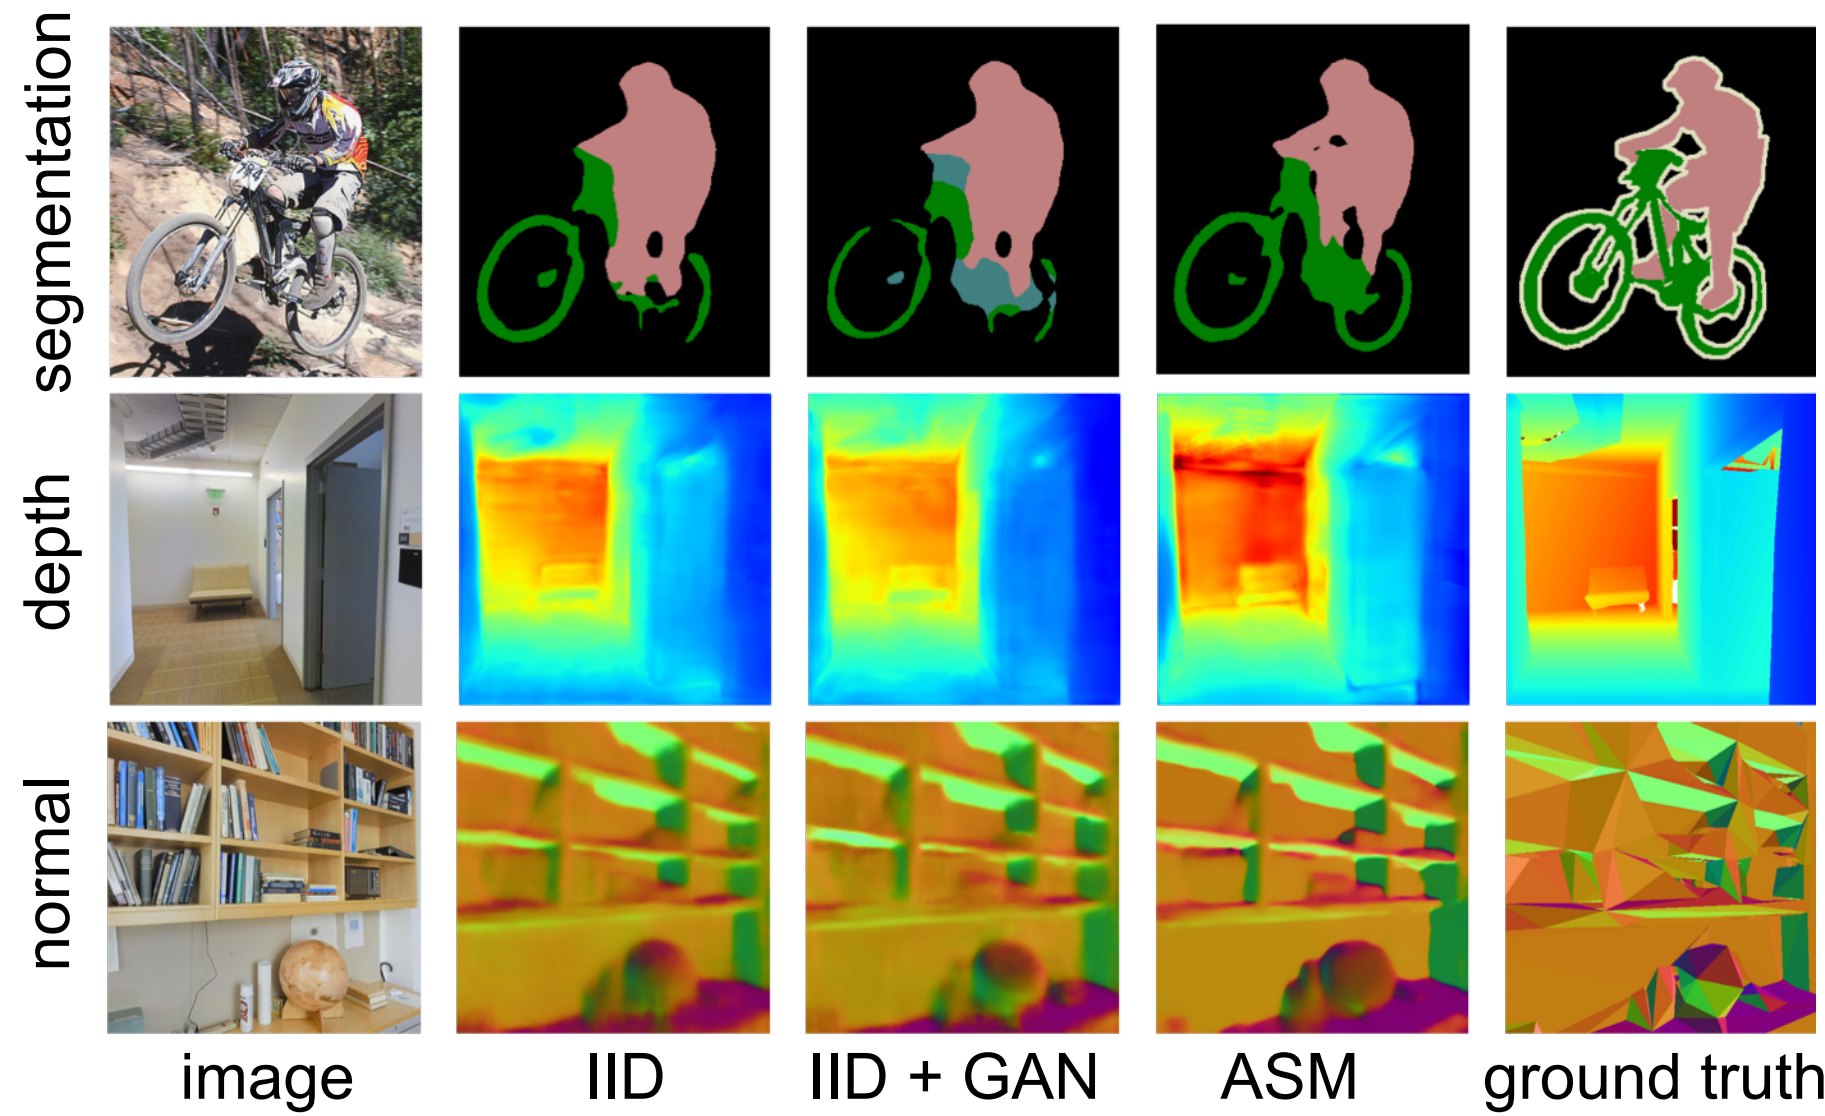 segmentation
depth
normal
image
IID
IID + GAN
ASM
ground truth